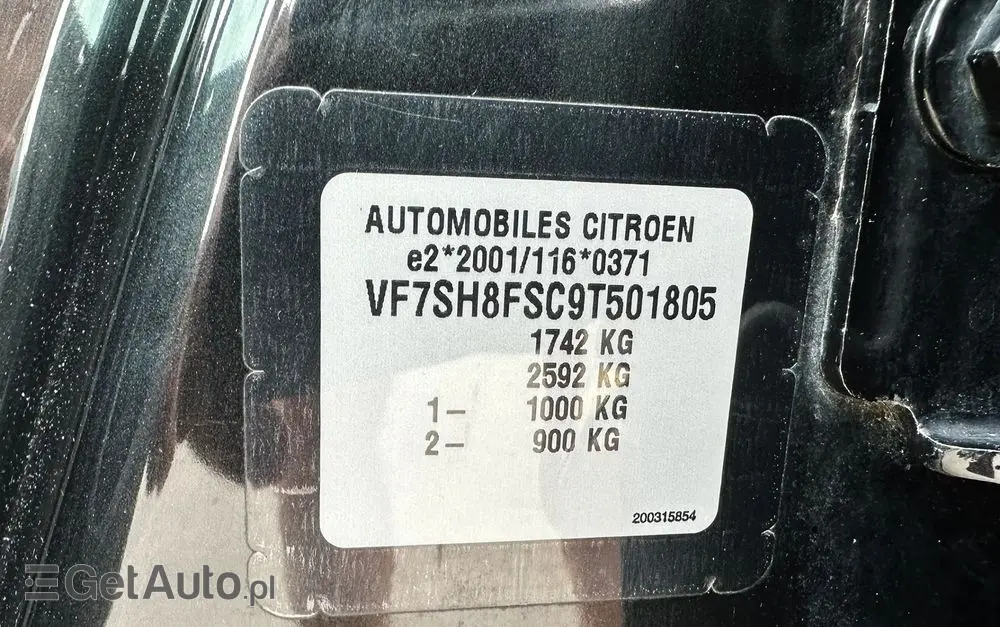 AUTOMOBILES CITROEN
e2*2001/116*0371
VF7SH8FSC9T501805
1742 KG
2592 KG
1– 1000 KG
2– 900 KG
200315854
GetAuto.pl